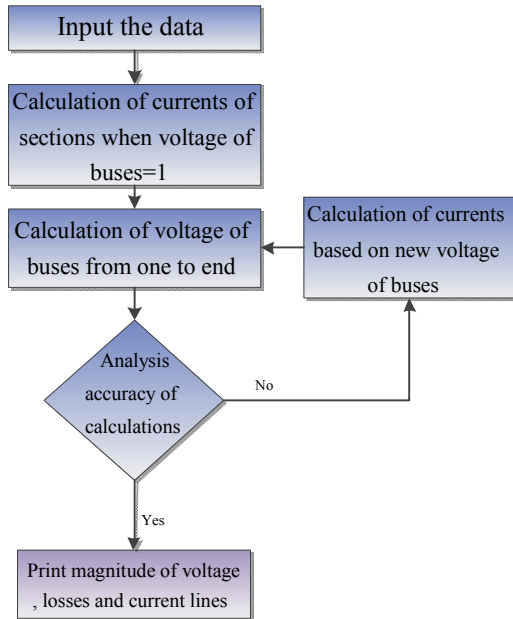 Input the data
Calculation of currents of
sections when voltage of
buses=1
Calculation of voltage of
buses from one to end
Calculation of currents
based on new voltage
of buses
Analysis
accuracy of
calculations
No
Yes
Print magnitude of voltage
, losses and current lines